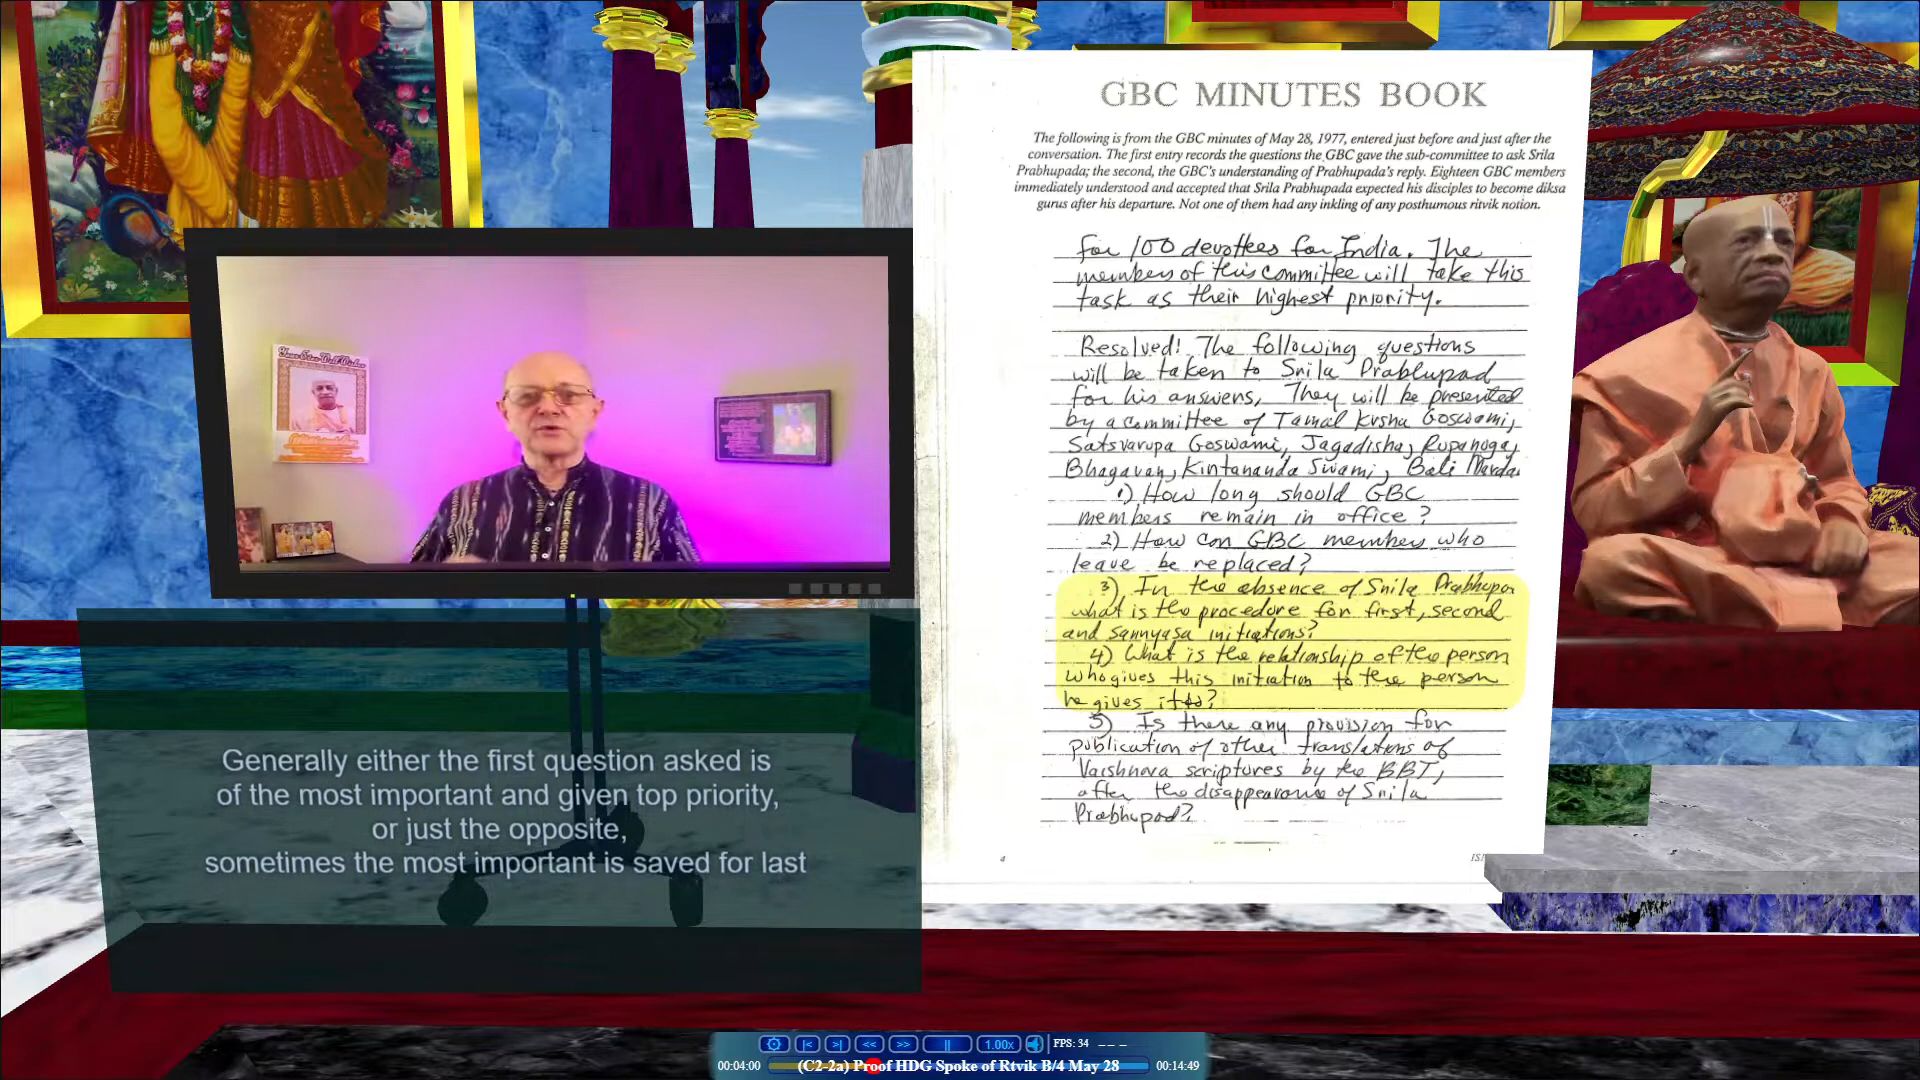 GBC MINUTES BOOK
The following is from the GBC minutes of May 28, 1977, entered just before and just after the
conversation. The first entry records the questions the GBC gave the sub-committee to ask Srila
Prabhupada; the second, the GBC's understanding of Prabhupada's reply. Eighteen GBC members
immediately understood and accepted that Srila Prabhupada expected his disciples to become diksa
gurus after his departure. Not one of them had any inkling of any posthumous ritvik notion.
for 100 devottees for India. The
members of this committee will take this
task as their highest priority.
Resolved! The following questions
will be taken to Srila Prabhupad
for his answers, They will be presented
by a committee of Tamal Krsna Goswami,
Satsvarupa Goswami, Jagadisha, Rupanuga,
Bhagavan, Kirtananda Swami, Bali Marda
1) How long should GBC
members remain in office?
2) How can GBC members who
leave be replaced?
3) In the absence of Srila Prabhupa
what is the procedure for first, second
and sannyasa initiations?
4) What is the relationship of the person
who gives this initiation to the person
he gives it to?
5) Is there any provision for
publication of other translations of
Vaishnava scriptures by the BBT,
after the disappearance of Srila
Prabhupad?
4
Your Ever Well Wisher
Generally either the first question asked is
of the most important and given top priority,
or just the opposite,
sometimes the most important is saved for last
|< >| << >> || 1.00x FPS: 34 _ _ _
00:04:00 (C2-2a) Proof HDG Spoke of Rtvik B/4 May 28 00:14:49